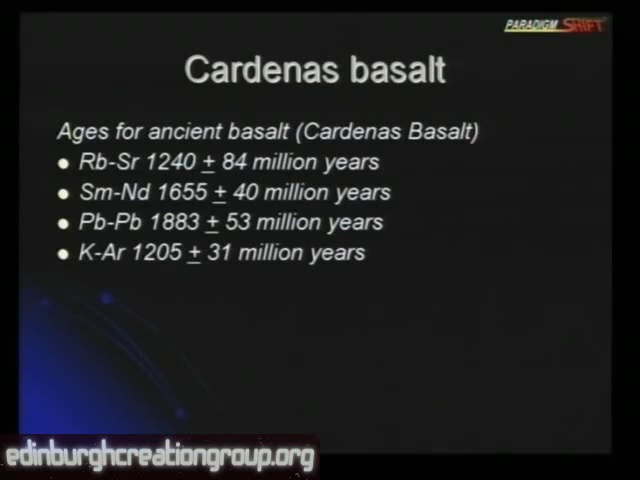 PARADIGM SHIFT
Cardenas basalt
Ages for ancient basalt (Cardenas Basalt)
● Rb-Sr 1240 ± 84 million years
● Sm-Nd 1655 ± 40 million years
● Pb-Pb 1883 ± 53 million years
● K-Ar 1205 ± 31 million years
edinburghcreationgroup.org